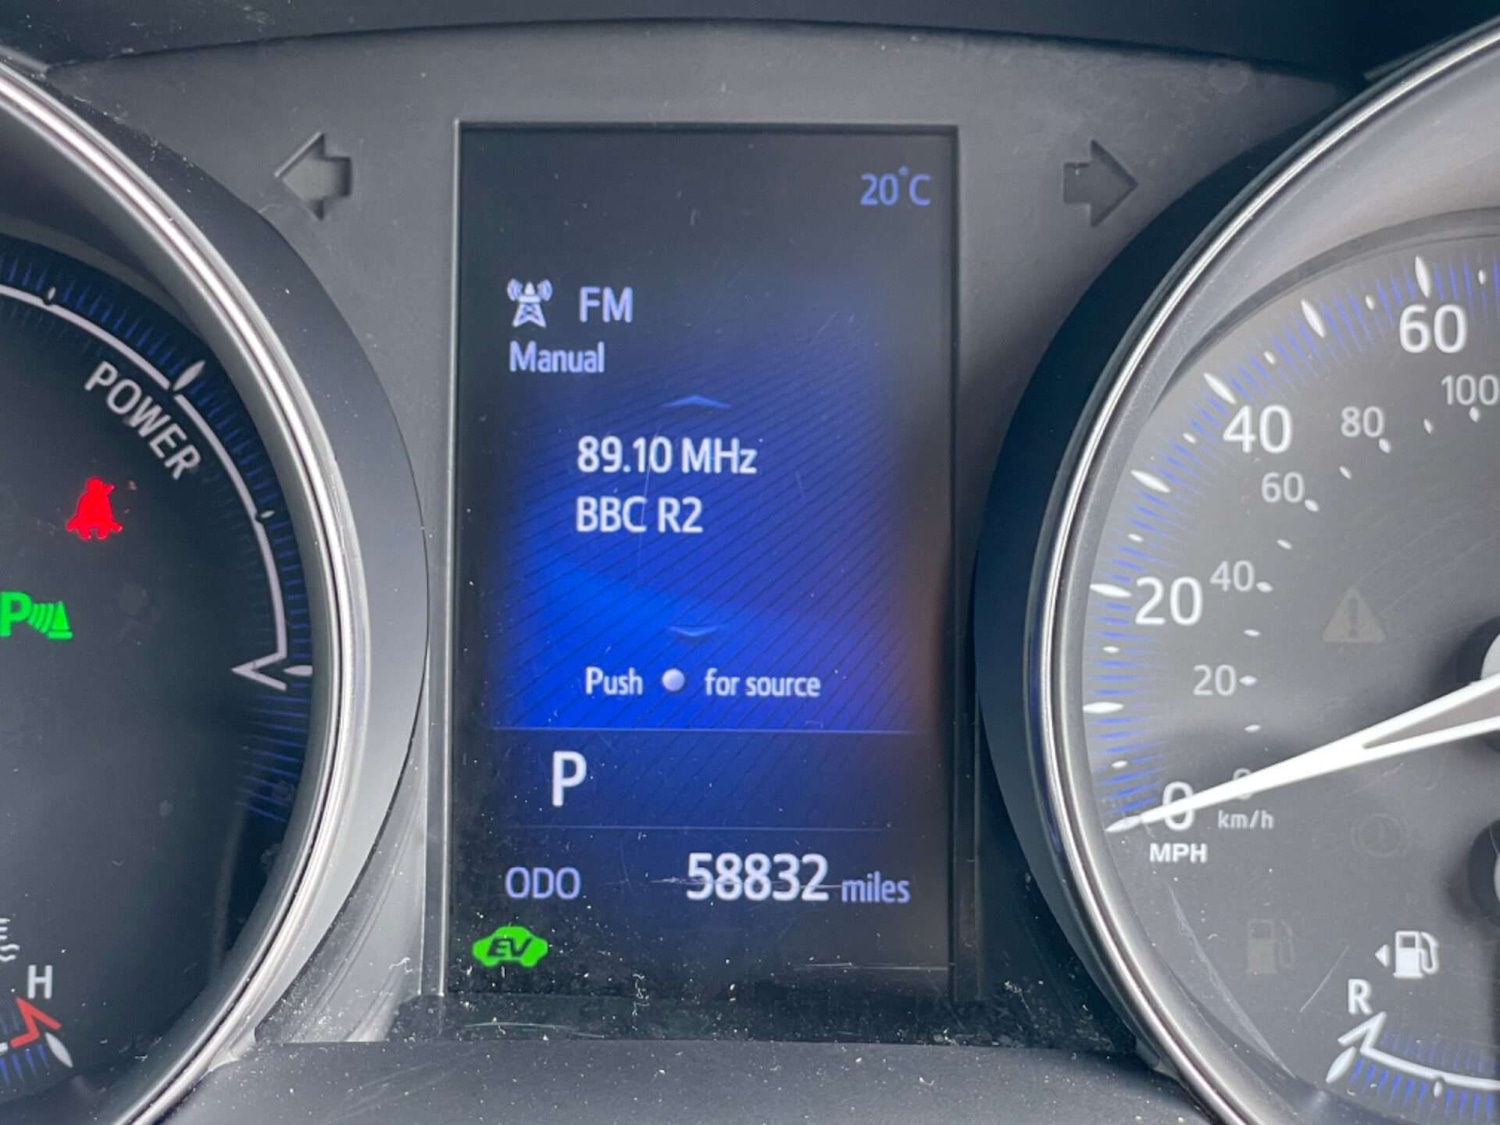 20°C
FM
Manual
89.10 MHz
BBC R2
Push for source
P
ODO 58832 miles
EV
POWER
P
H
60
100
40
80
60
20
40
20
0
0
km/h
MPH
R